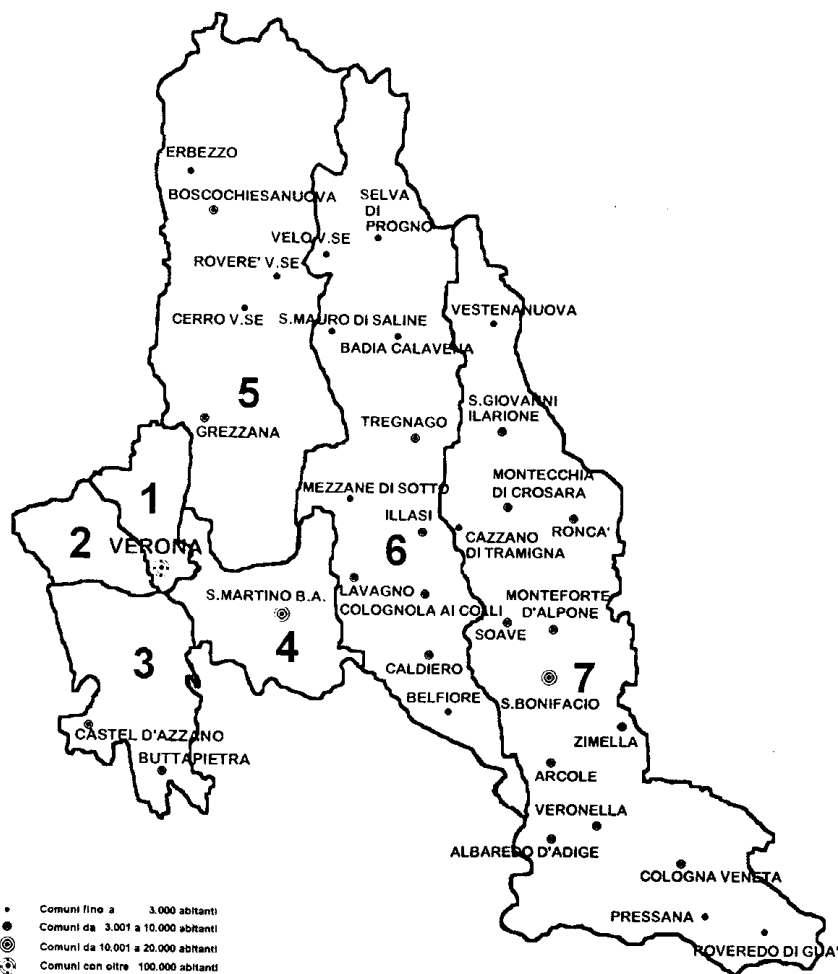 ERBEZZO
BOSCOCHIESANUOVA
SELVA
DI
PROGNO
VELO V.SE
ROVERE' V.SE
CERRO V.SE
S.MAURO DI SALINE
VESTENANUOVA
BADIA CALAVENA
5
S.GIOVANNI
ILARIONE
GREZZANA
TREGNAGO
1
MEZZANE DI SOTTO
MONTECCHIA
DI CROSARA
ILLASI
RONCA'
2
VERONA
6
CAZZANO
DI TRAMIGNA
S.MARTINO B.A.
LAVAGNO
COLOGNOLA AI COLLI
MONTEFORTE
D'ALPONE
SOAVE
3
4
CALDIERO
7
BELFIORE
S.BONIFACIO
CASTEL D'AZZANO
ZIMELLA
BUTTAPIETRA
ARCOLE
VERONELLA
ALBAREDO D'ADIGE
COLOGNA VENETA
PRESSANA
ROVEREDO DI GUA'
Comuni fino a 3.000 abitanti
Comuni da 3.001 a 10.000 abitanti
Comuni da 10.001 a 20.000 abitanti
Comuni con oltre 100.000 abitanti